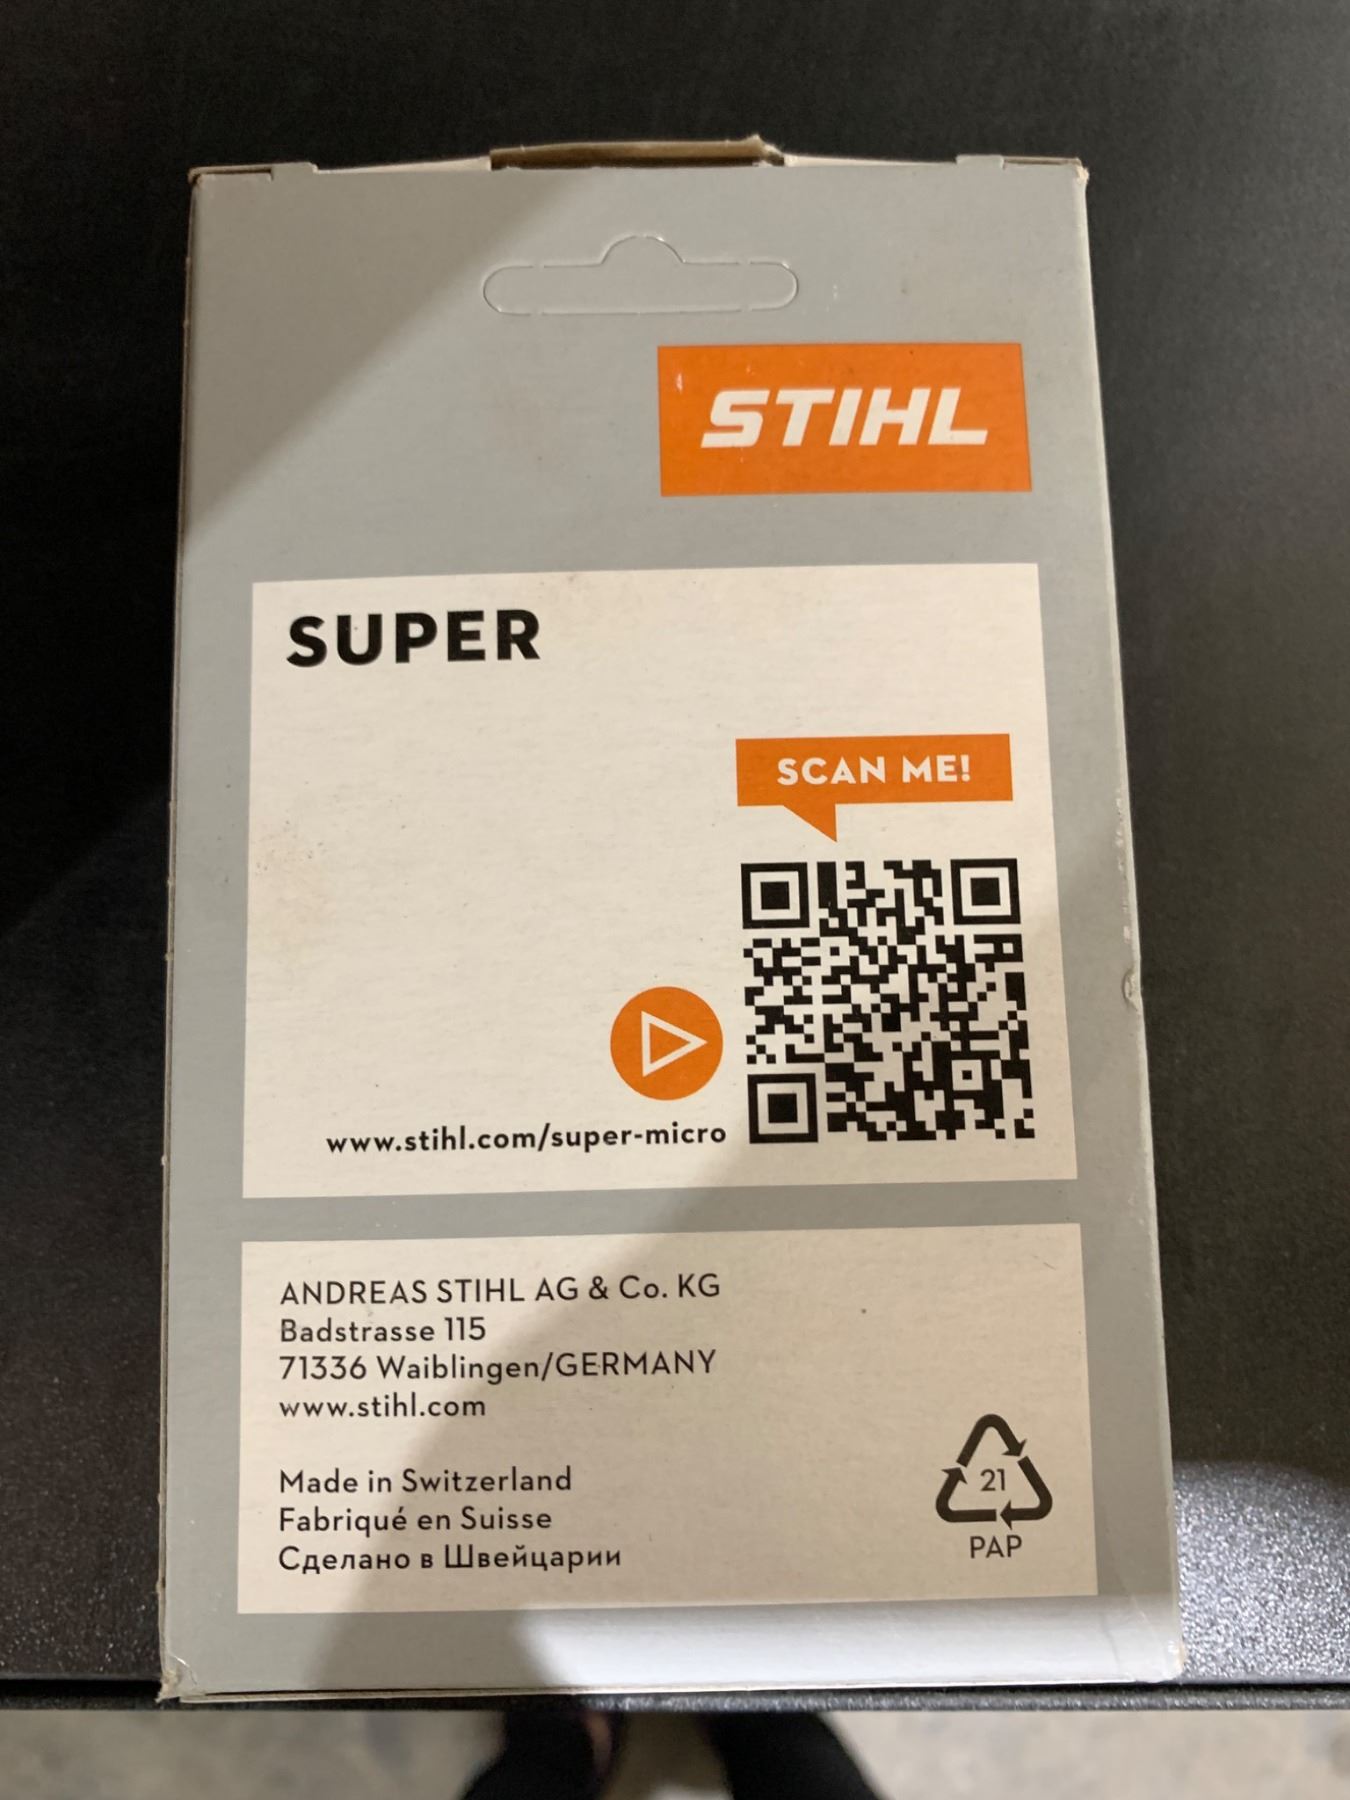 STIHL
SUPER
SCAN ME!
www.stihl.com/super-micro
ANDREAS STIHL AG & Co. KG
Badstrasse 115
71336 Waiblingen/GERMANY
www.stihl.com
Made in Switzerland
Fabriqué en Suisse
Сделано в Швейцарии
21
PAP